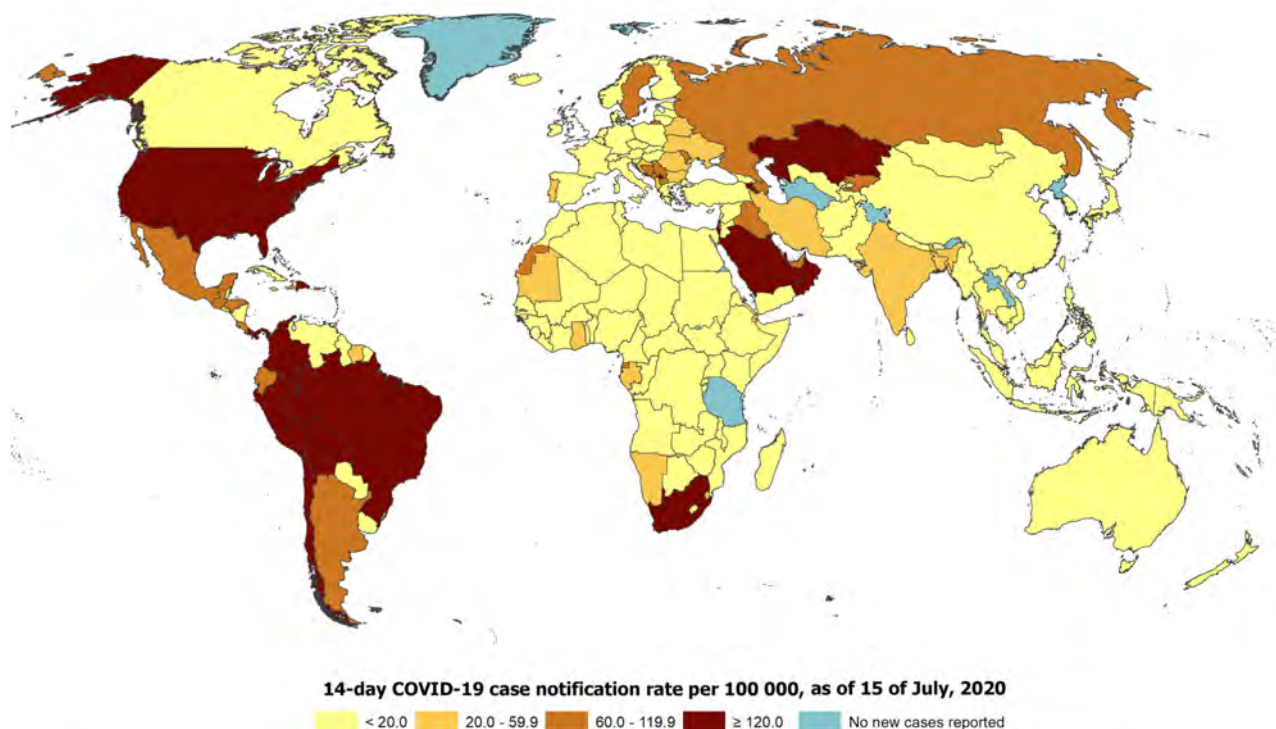 14-day COVID-19 case notification rate per 100 000, as of 15 of July, 2020
< 20.0 20.0 - 59.9 60.0 - 119.9 ≥ 120.0 No new cases reported